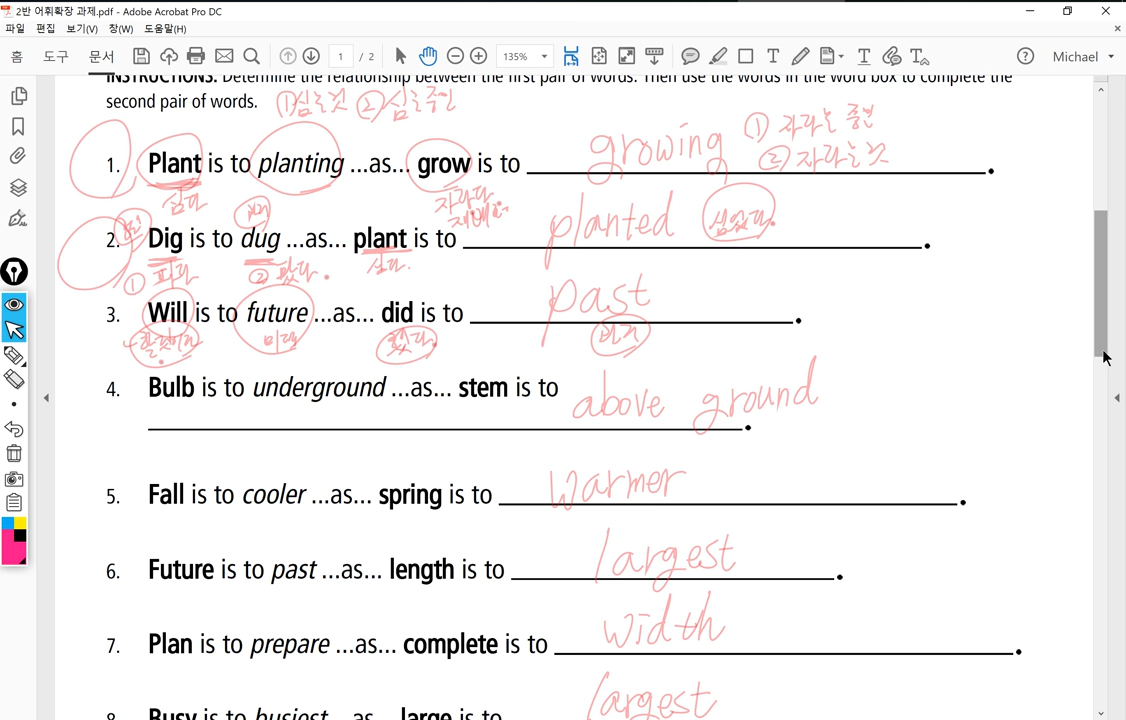 2반 어휘확장 과제.pdf - Adobe Acrobat Pro DC
파일 편집 보기(V) 창(W) 도움말(H)
홈 도구 문서 1 / 2 135% Michael
INSTRUCTIONS: Determine the relationship between the first pair of words. Then use the words in the word box to complete the
second pair of words.
① 심는 것 ② 심는 중인
1. Plant is to planting ...as... grow is to growing.
① 자라는 중인
② 자라는 것
심다 자라다
2. Dig is to dug ...as... plant is to planted. 심었다.
① 파다 ② 팠다. 심다.
3. Will is to future ...as... did is to past.
미래 했다. 과거
4. Bulb is to underground ...as... stem is to
above ground.
5. Fall is to cooler ...as... spring is to warmer.
6. Future is to past ...as... length is to largest.
7. Plan is to prepare ...as... complete is to width.
8. Busy is to busiest ...as... large is to largest